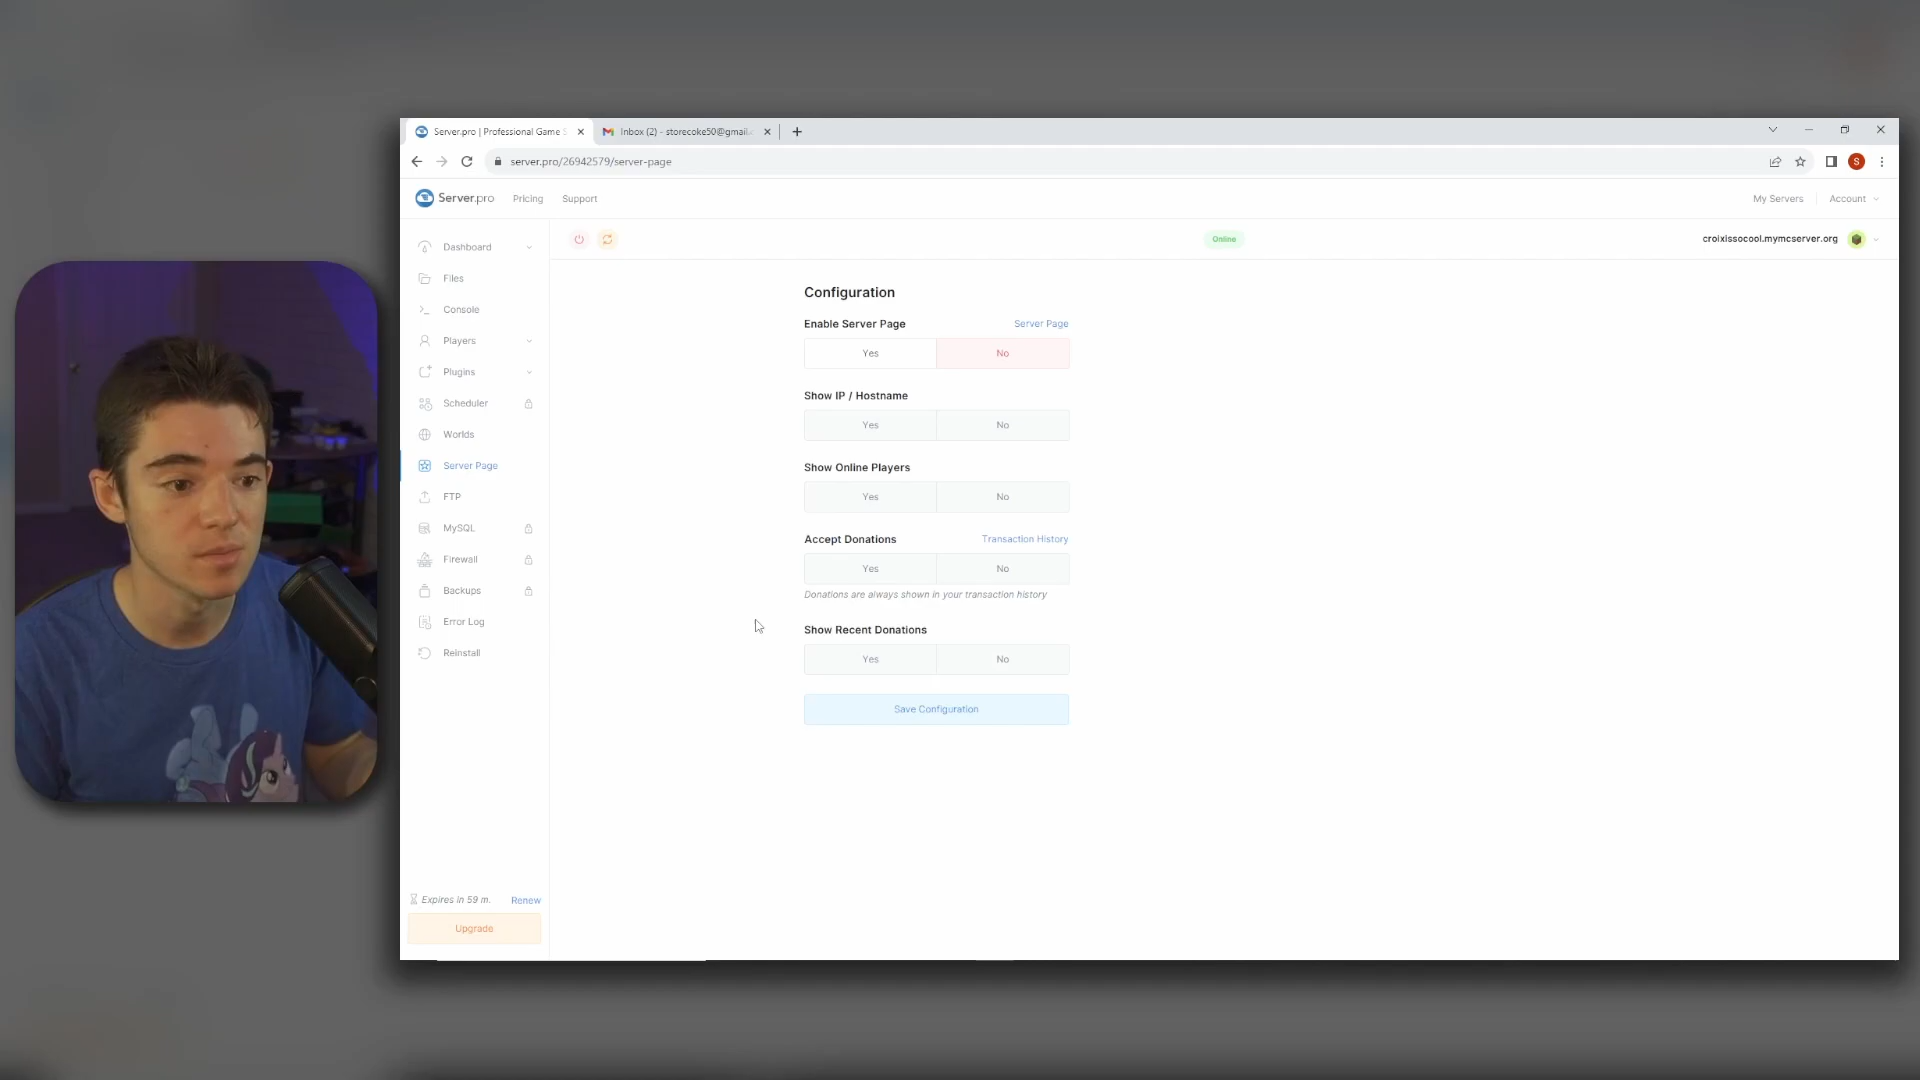 Server.pro | Professional Game S
Inbox (2) - storecoke50@gmail.
server.pro/26942579/server-page
S
Server.pro
Pricing
Support
My Servers
Account
Dashboard
Online
croixissocool.mymcserver.org
Files
Console
Players
Plugins
Scheduler
Worlds
Server Page
FTP
MySQL
Firewall
Backups
Error Log
Reinstall
Configuration
Enable Server Page
Server Page
Yes
No
Show IP / Hostname
Yes
No
Show Online Players
Yes
No
Accept Donations
Transaction History
Yes
No
Donations are always shown in your transaction history
Show Recent Donations
Yes
No
Save Configuration
Expires in 59 m.
Renew
Upgrade